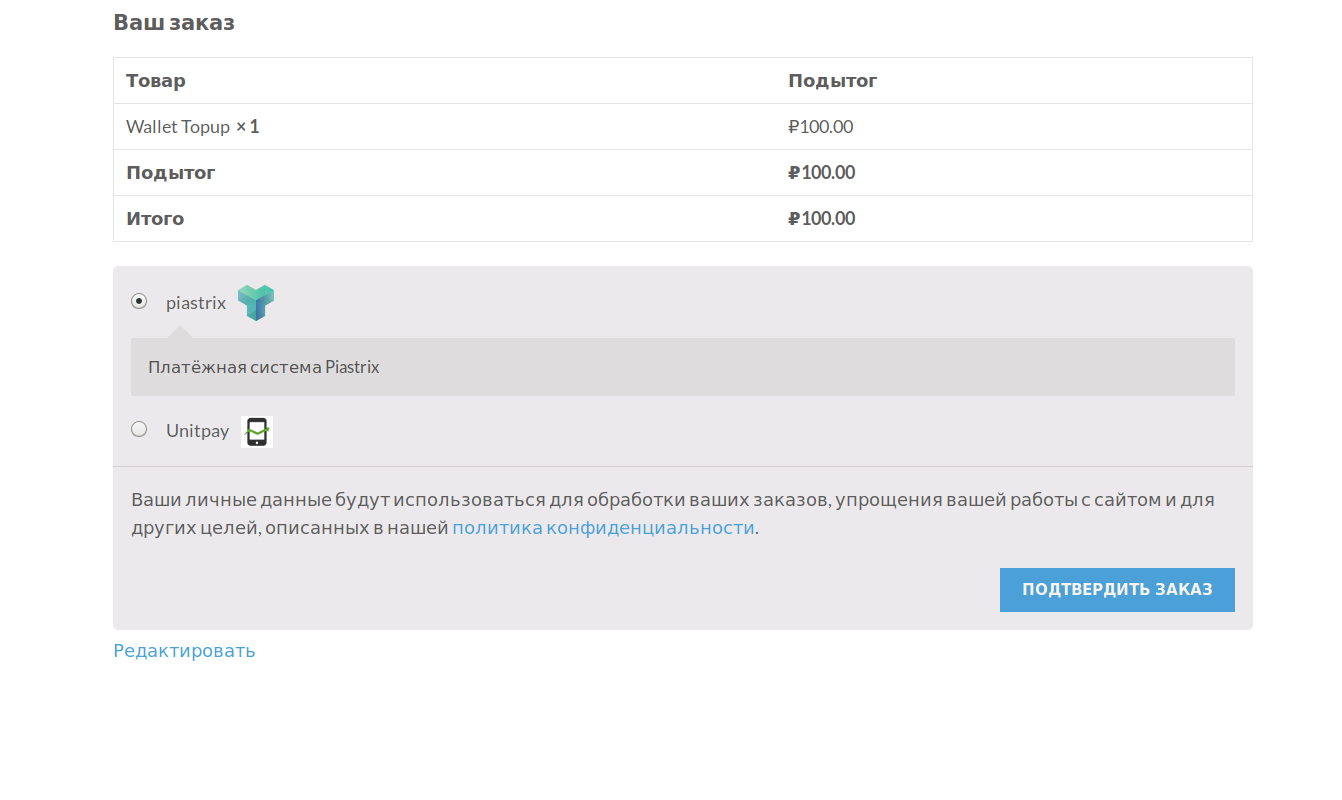 Ваш заказ
Товар Подытог
Wallet Topup × 1 ₽100.00
Подытог ₽100.00
Итого ₽100.00
piastrix
Платёжная система Piastrix
Unitpay
Ваши личные данные будут использоваться для обработки ваших заказов, упрощения вашей работы с сайтом и для
других целей, описанных в нашей политика конфиденциальности.
ПОДТВЕРДИТЬ ЗАКАЗ
Редактировать